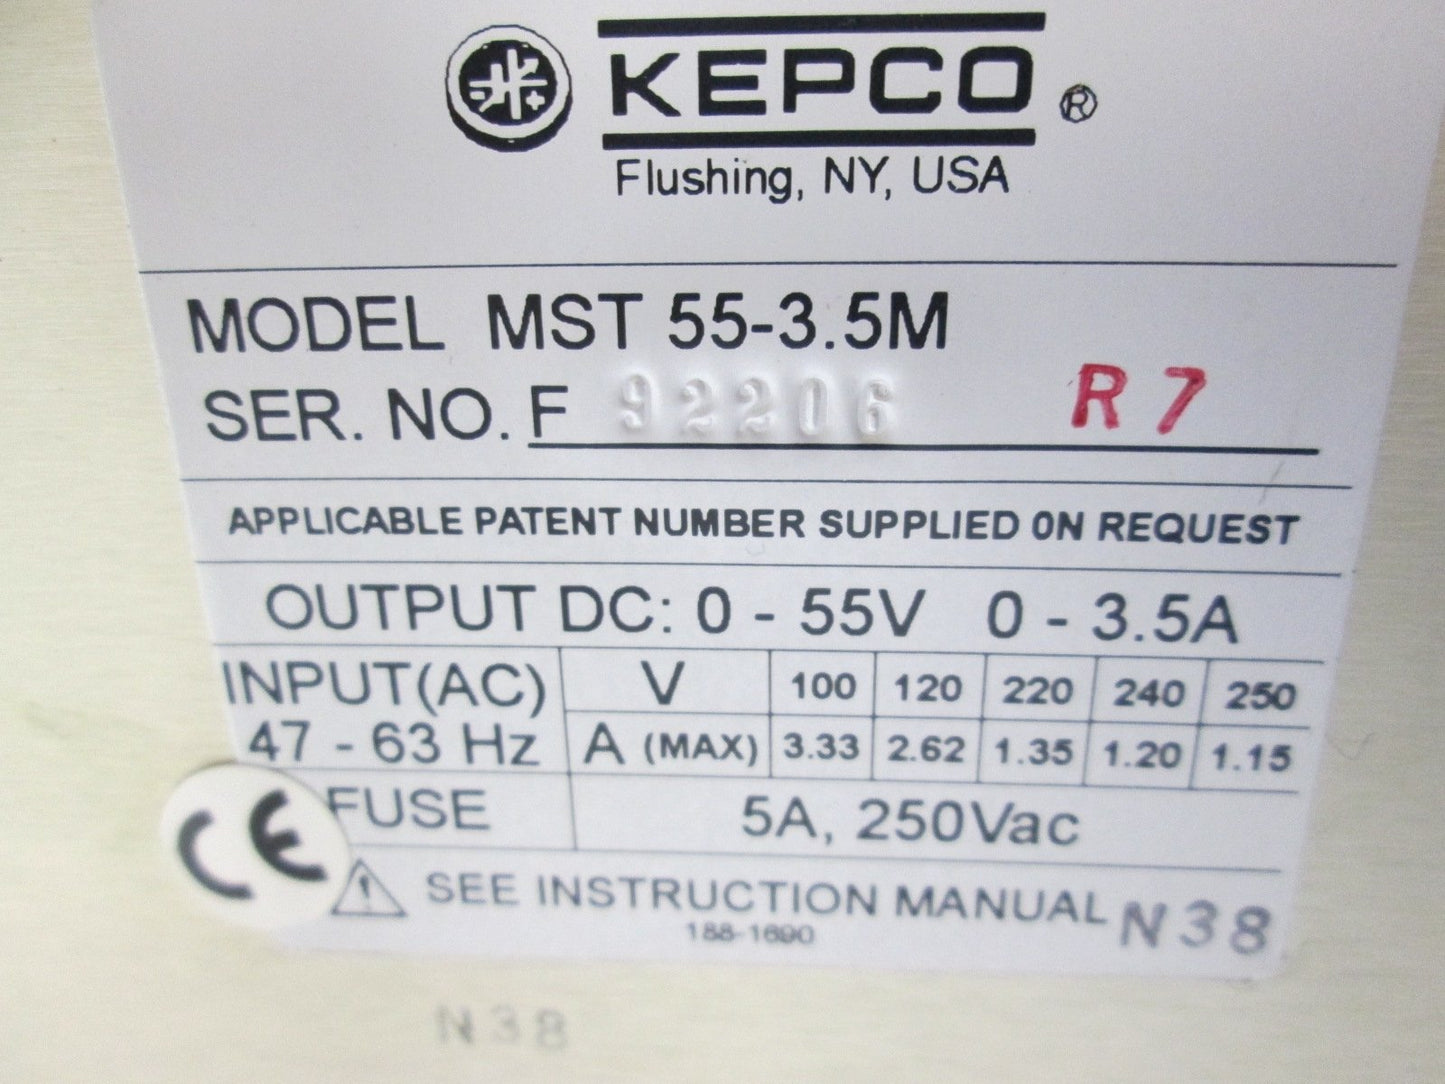 KEPCO ®
Flushing, NY, USA
MODEL MST 55-3.5M
SER. NO. F 92206 R7
APPLICABLE PATENT NUMBER SUPPLIED ON REQUEST
OUTPUT DC: 0 - 55V 0 - 3.5A
INPUT(AC) V 100 120 220 240 250
47 - 63 Hz A (MAX) 3.33 2.62 1.35 1.20 1.15
FUSE 5A, 250Vac
CE
SEE INSTRUCTION MANUAL N38
188-1690
N38